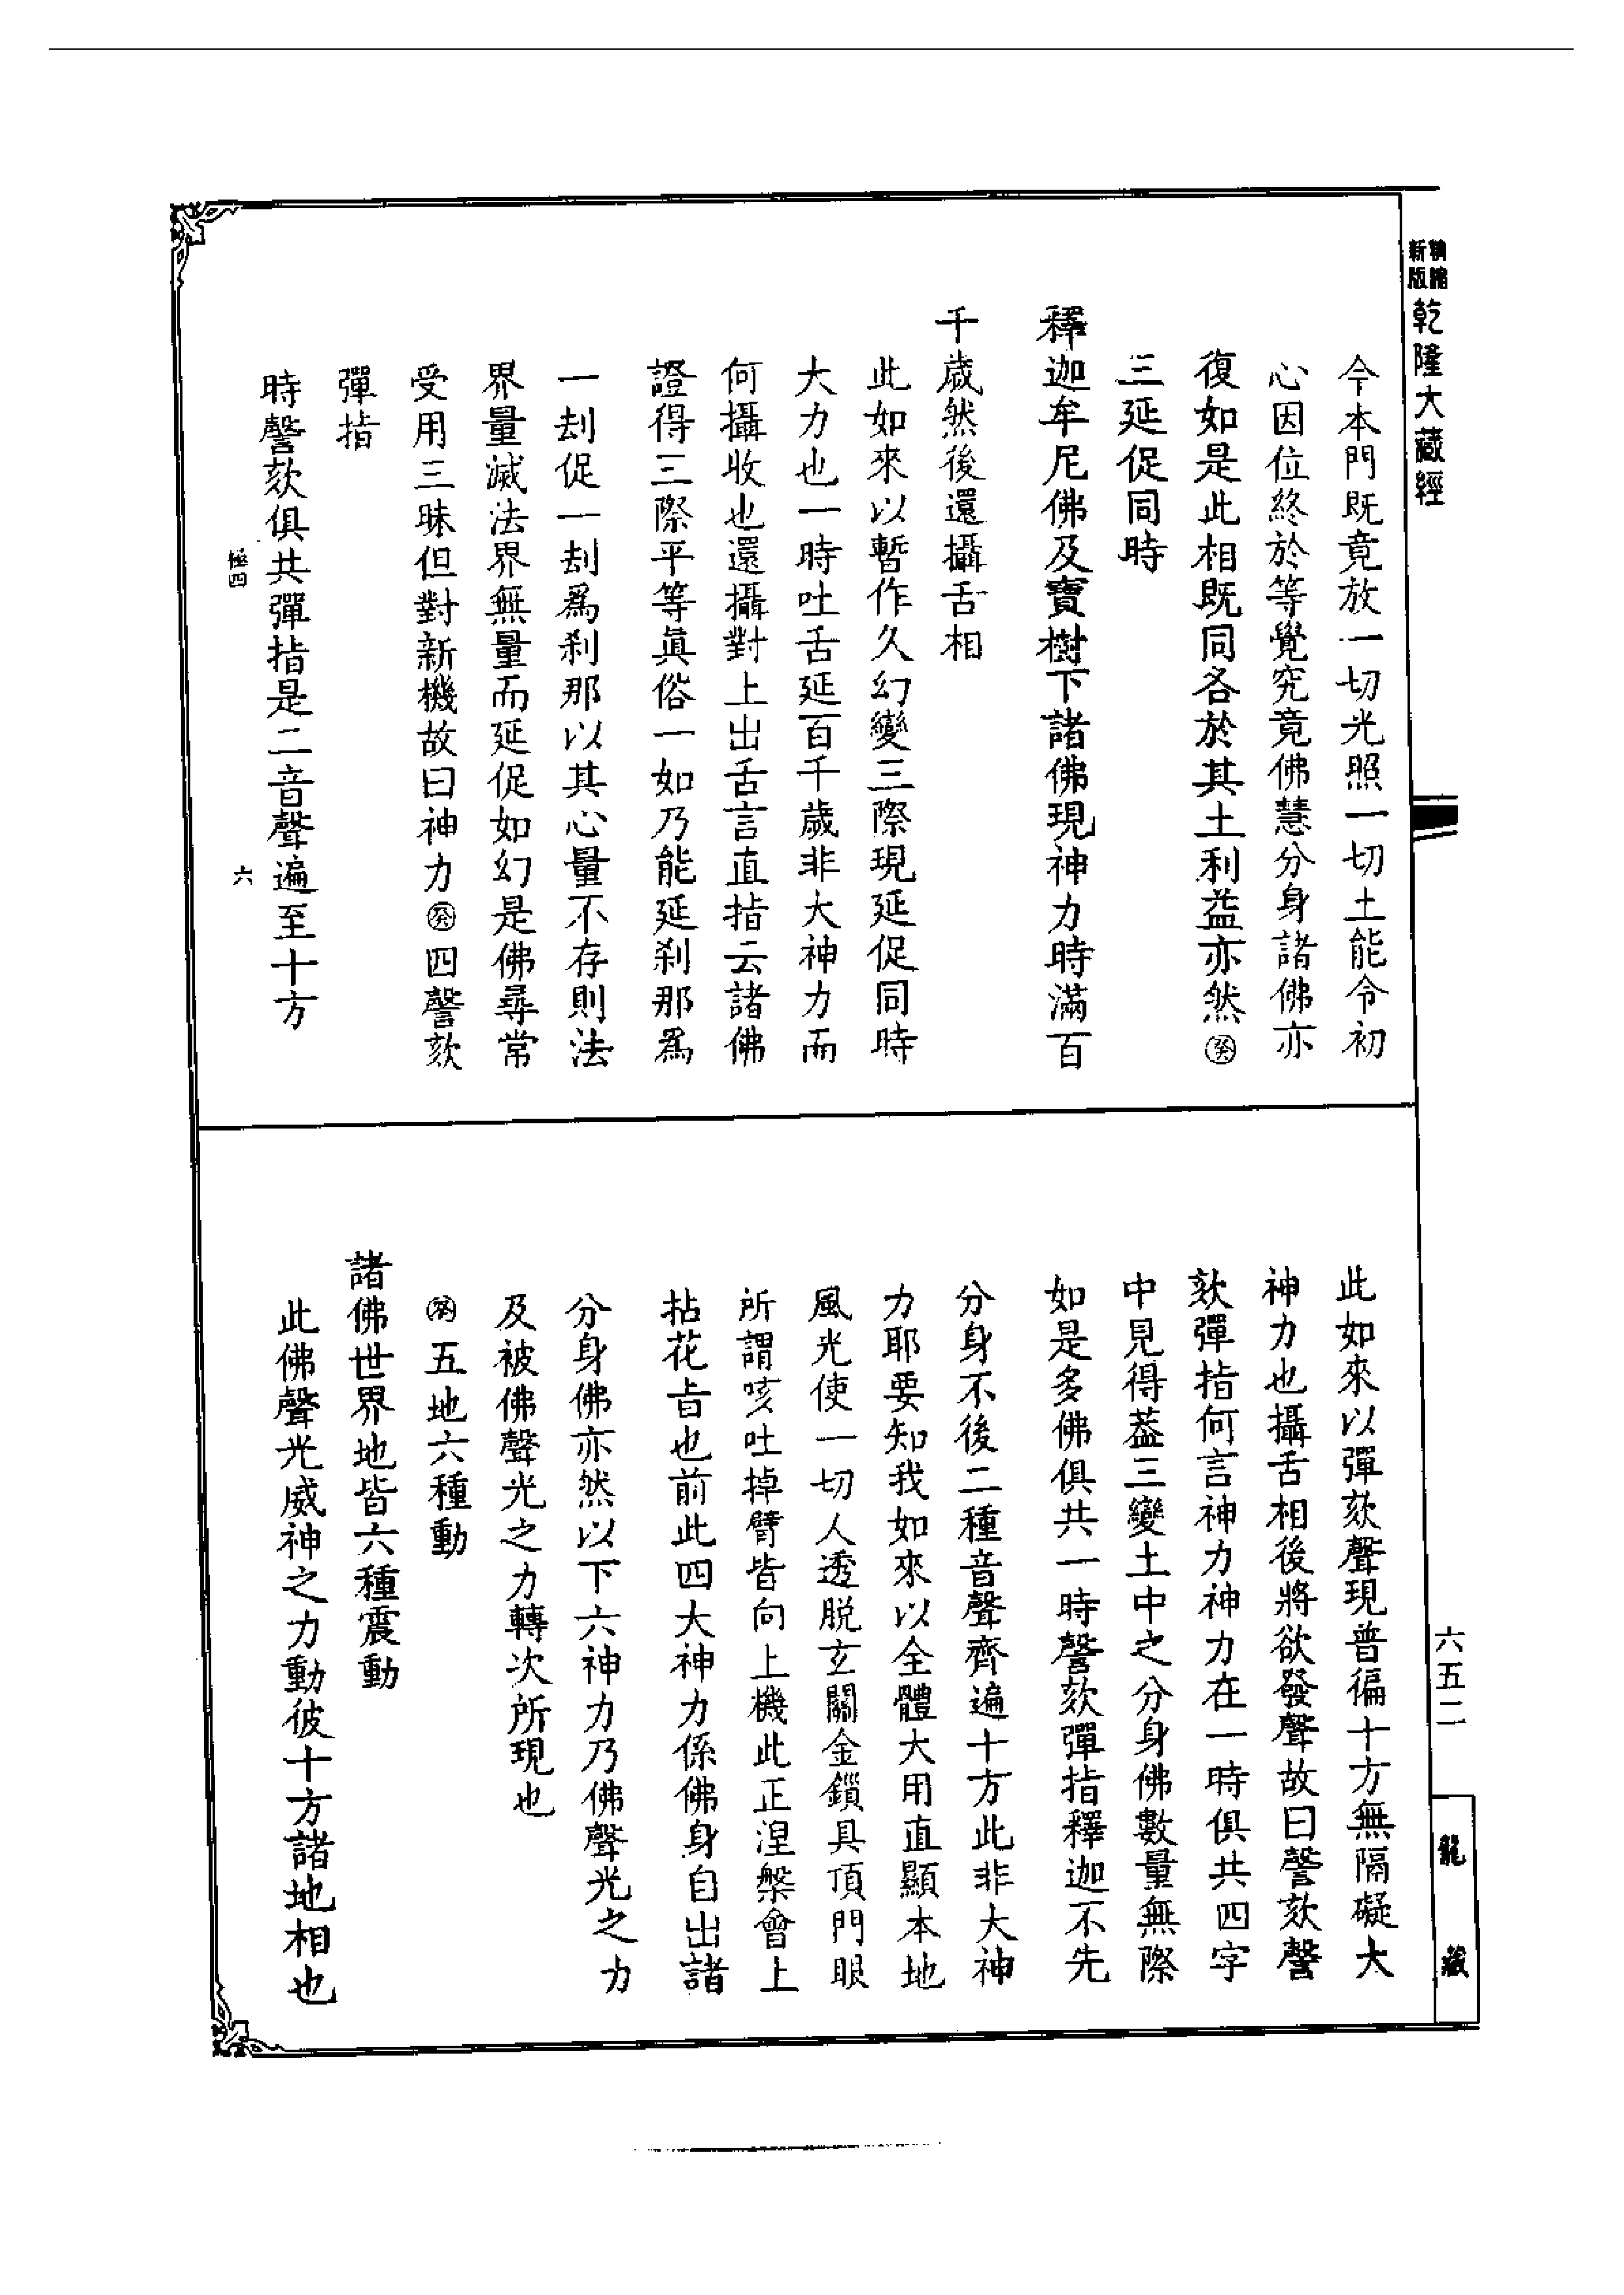 精縮
新版
乾隆大藏經
今本門既竟放一切光照一切土能令初
心因位終於等覺究竟佛慧分身諸佛亦
復如是此相既同各於其土利益亦然㊟癸
三延促同時
釋迦牟尼佛及寶樹下諸佛現神力時滿百
千歲然後還攝舌相
此如來以暫作久幻變三際現延促同時
大力也一時吐舌延百千歲非大神力而
何攝收也還攝對上出舌言直指云諸佛
證得三際平等眞俗一如乃能延刹那爲
一刦促一刦爲刹那以其心量不存則法
界量滅法界無量而延促如幻是佛尋常
受用三昧但對新機故曰神力癸四謦欬
彈指
時謦欬俱共彈指是二音聲遍至十方
極四
六
此如來以彈欬聲現普徧十方無隔礙大
神力也攝舌相後將欲發聲故曰謦欬謦
欬彈指何言神力神力在一時俱共四字
中見得葢三變土中之分身佛數量無際
如是多佛俱共一時謦欬彈指釋迦不先
分身不後二種音聲齊遍十方此非大神
力耶要知我如來以全體大用直顯本地
風光使一切人透脱玄關金鎻具頂門眼
所謂咳吐掉臂皆向上機此正涅槃會上
拈花㫖也前此四大神力係佛身自出諸
分身佛亦然以下六神力乃佛聲光之力
及被佛聲光之力轉次所現也
癸五地六種動
諸佛世界地皆六種震動
此佛聲光威神之力動彼十方諸地相也
六五二
龍藏